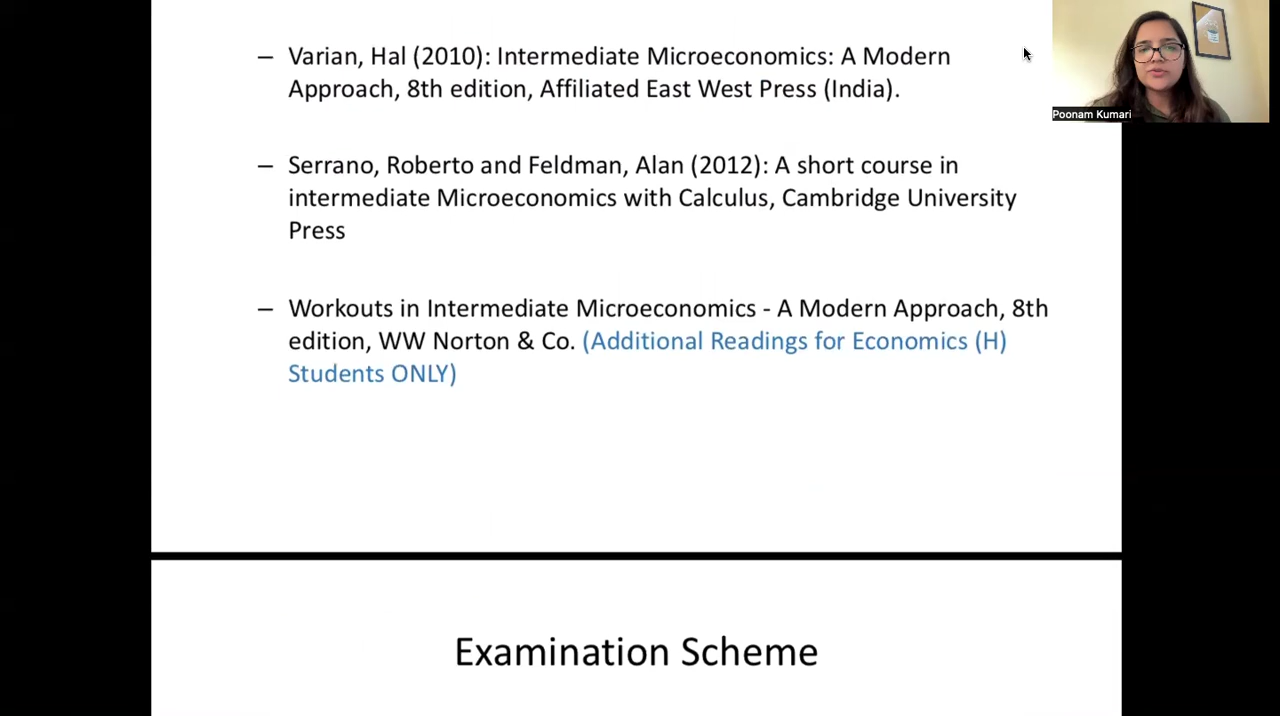 – Varian, Hal (2010): Intermediate Microeconomics: A Modern
Approach, 8th edition, Affiliated East West Press (India).
– Serrano, Roberto and Feldman, Alan (2012): A short course in
intermediate Microeconomics with Calculus, Cambridge University
Press
– Workouts in Intermediate Microeconomics - A Modern Approach, 8th
edition, WW Norton & Co. (Additional Readings for Economics (H)
Students ONLY)
Examination Scheme
Poonam Kumari